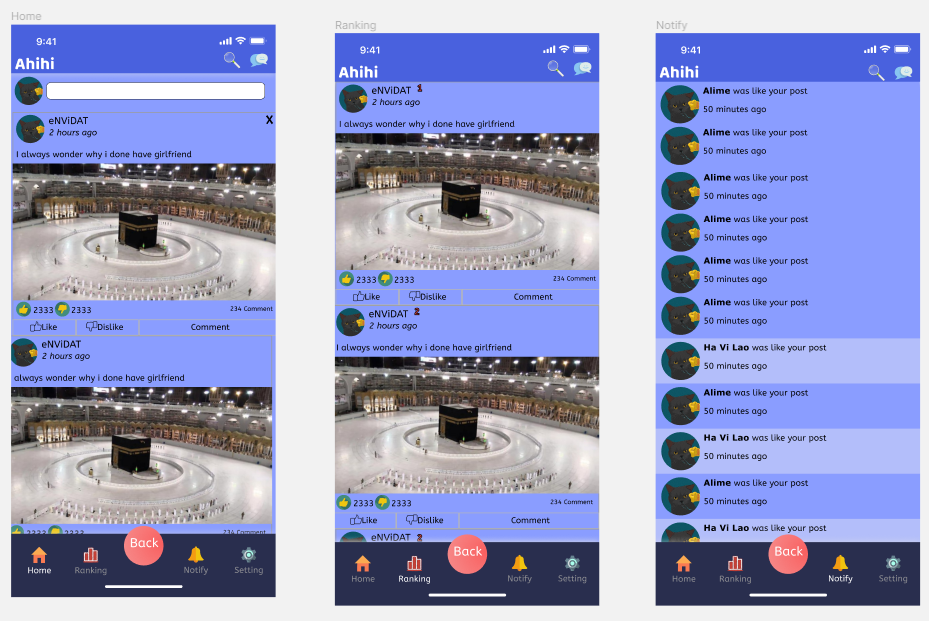 Home
9:41
Ahihi
eNViDAT
2 hours ago
X
I always wonder why i done have girlfriend
2333
2333
234 Comment
Like
Dislike
Comment
eNViDAT
2 hours ago
always wonder why i done have girlfriend
2333
2333
234 Comment
Back
Home
Ranking
Notify
Setting
Ranking
9:41
Ahihi
eNViDAT 1
2 hours ago
I always wonder why i done have girlfriend
2333
2333
234 Comment
Like
Dislike
Comment
eNViDAT 2
2 hours ago
I always wonder why i done have girlfriend
2333
2333
234 Comment
Like
Dislike
Comment
eNViDAT
Back
Home
Ranking
Notify
Setting
Notify
9:41
Ahihi
Alime was like your post
50 minutes ago
Alime was like your post
50 minutes ago
Alime was like your post
50 minutes ago
Alime was like your post
50 minutes ago
Alime was like your post
50 minutes ago
Alime was like your post
50 minutes ago
Ha Vi Lao was like your post
50 minutes ago
Alime was like your post
50 minutes ago
Ha Vi Lao was like your post
50 minutes ago
Alime was like your post
50 minutes ago
Ha Vi Lao was like your post
Back
Home
Ranking
Notify
Setting